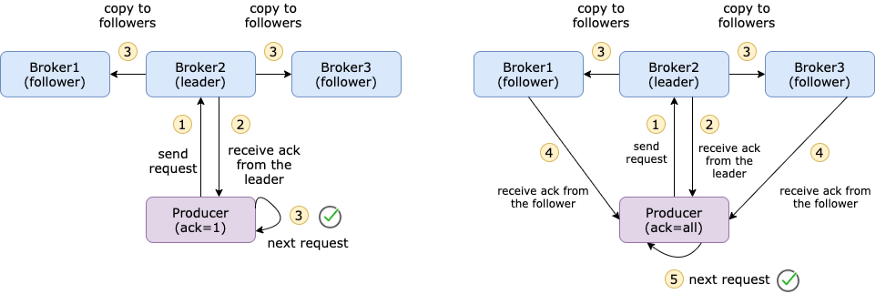 copy to
followers
copy to
followers
3
3
Broker1
(follower)
Broker2
(leader)
Broker3
(follower)
1
2
send
request
receive ack
from the
leader
Producer
(ack=1)
3
next request
copy to
followers
copy to
followers
3
3
Broker1
(follower)
Broker2
(leader)
Broker3
(follower)
1
2
4
4
send
request
receive ack
from the
leader
receive ack from
the follower
receive ack from
the follower
Producer
(ack=all)
5
next request